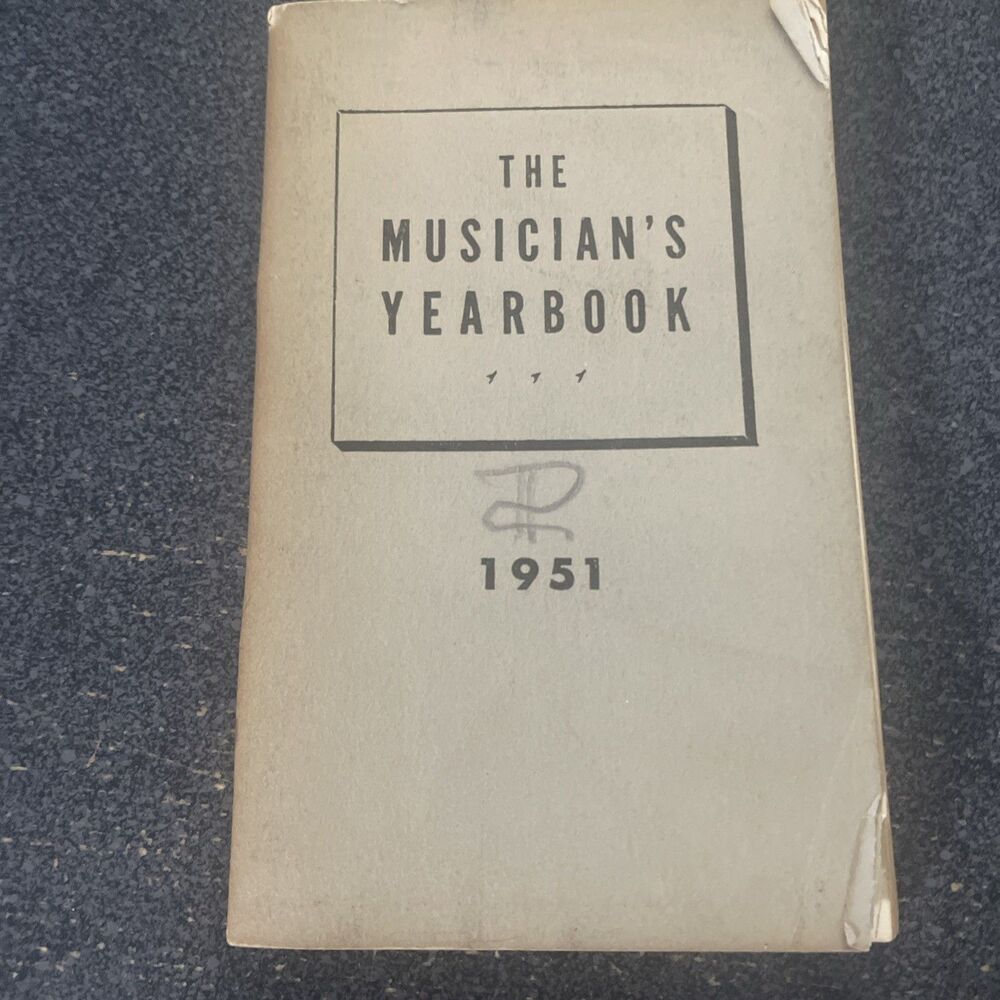 THE
MUSICIAN'S
YEARBOOK
1951